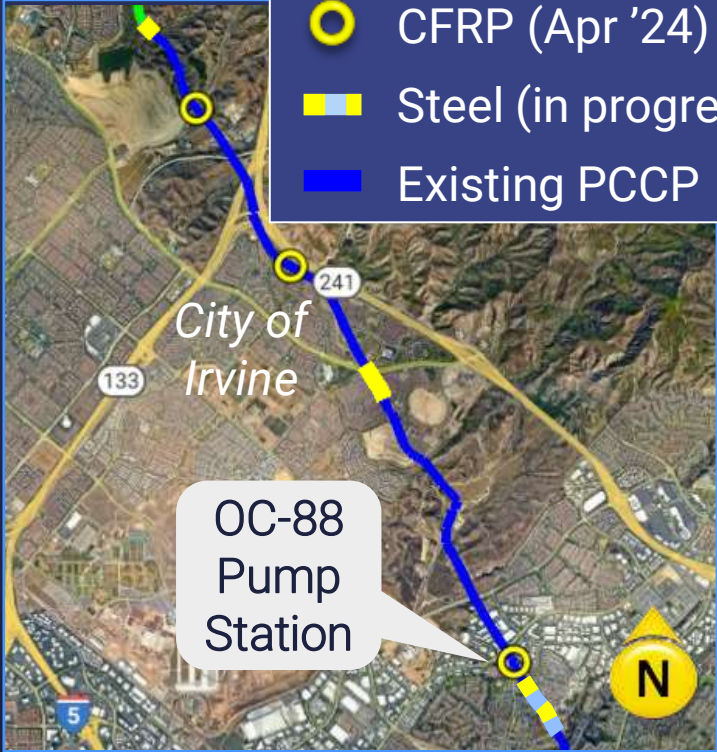 CFRP (Apr ’24)
Steel (in progre
Existing PCCP
241
City of
Irvine
133
OC-88
Pump
Station
N
5